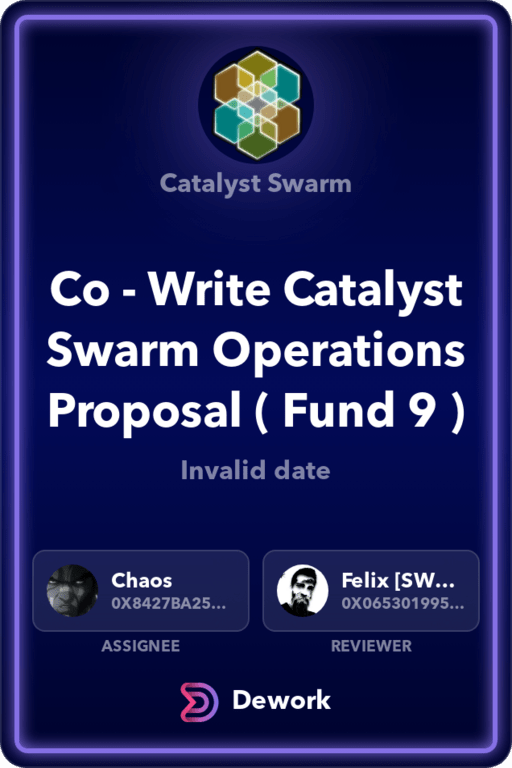 Catalyst Swarm
Co - Write Catalyst
Swarm Operations
Proposal ( Fund 9 )
Invalid date
Chaos
0X8427BA25...
ASSIGNEE
Felix [SW...
0X065301995...
REVIEWER
Dework